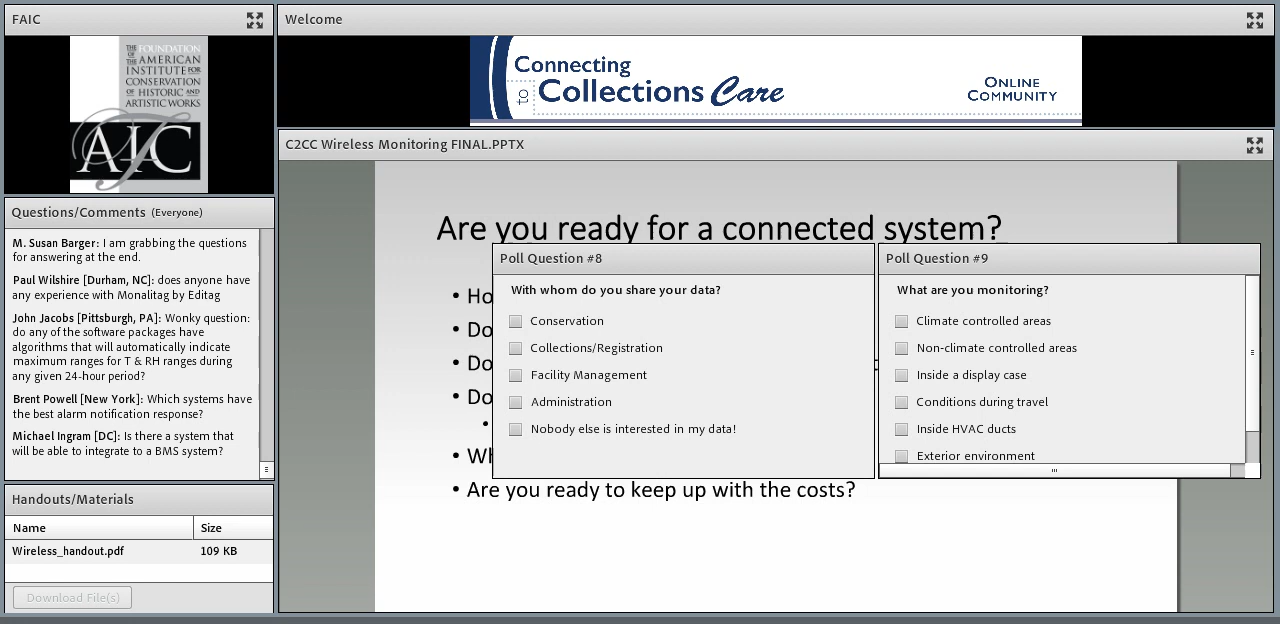 FAIC
THE FOUNDATION
OF THE AMERICAN
INSTITUTE FOR
CONSERVATION
OF HISTORIC AND
ARTISTIC WORKS
FAIC
Questions/Comments (Everyone)
M. Susan Barger: I am grabbing the questions
for answering at the end.
Paul Wilshire [Durham, NC]: does anyone have
any experience with Monalitag by Editag
John Jacobs [Pittsburgh, PA]: Wonky question:
do any of the software packages have
algorithms that will automatically indicate
maximum ranges for T & RH ranges during
any given 24-hour period?
Brent Powell [New York]: Which systems have
the best alarm notification response?
Michael Ingram [DC]: Is there a system that
will be able to integrate to a BMS system?
Handouts/Materials
Name Size
Wireless_handout.pdf 109 KB
Download File(s)
Welcome
Connecting
to Collections Care
ONLINE
COMMUNITY
C2CC Wireless Monitoring FINAL.PPTX
Are you ready for a connected system?
• Ho
• Do
• Do
• Do
•
• Wh
• Are you ready to keep up with the costs?
Poll Question #8
With whom do you share your data?
Conservation
Collections/Registration
Facility Management
Administration
Nobody else is interested in my data!
Poll Question #9
What are you monitoring?
Climate controlled areas
Non-climate controlled areas
Inside a display case
Conditions during travel
Inside HVAC ducts
Exterior environment